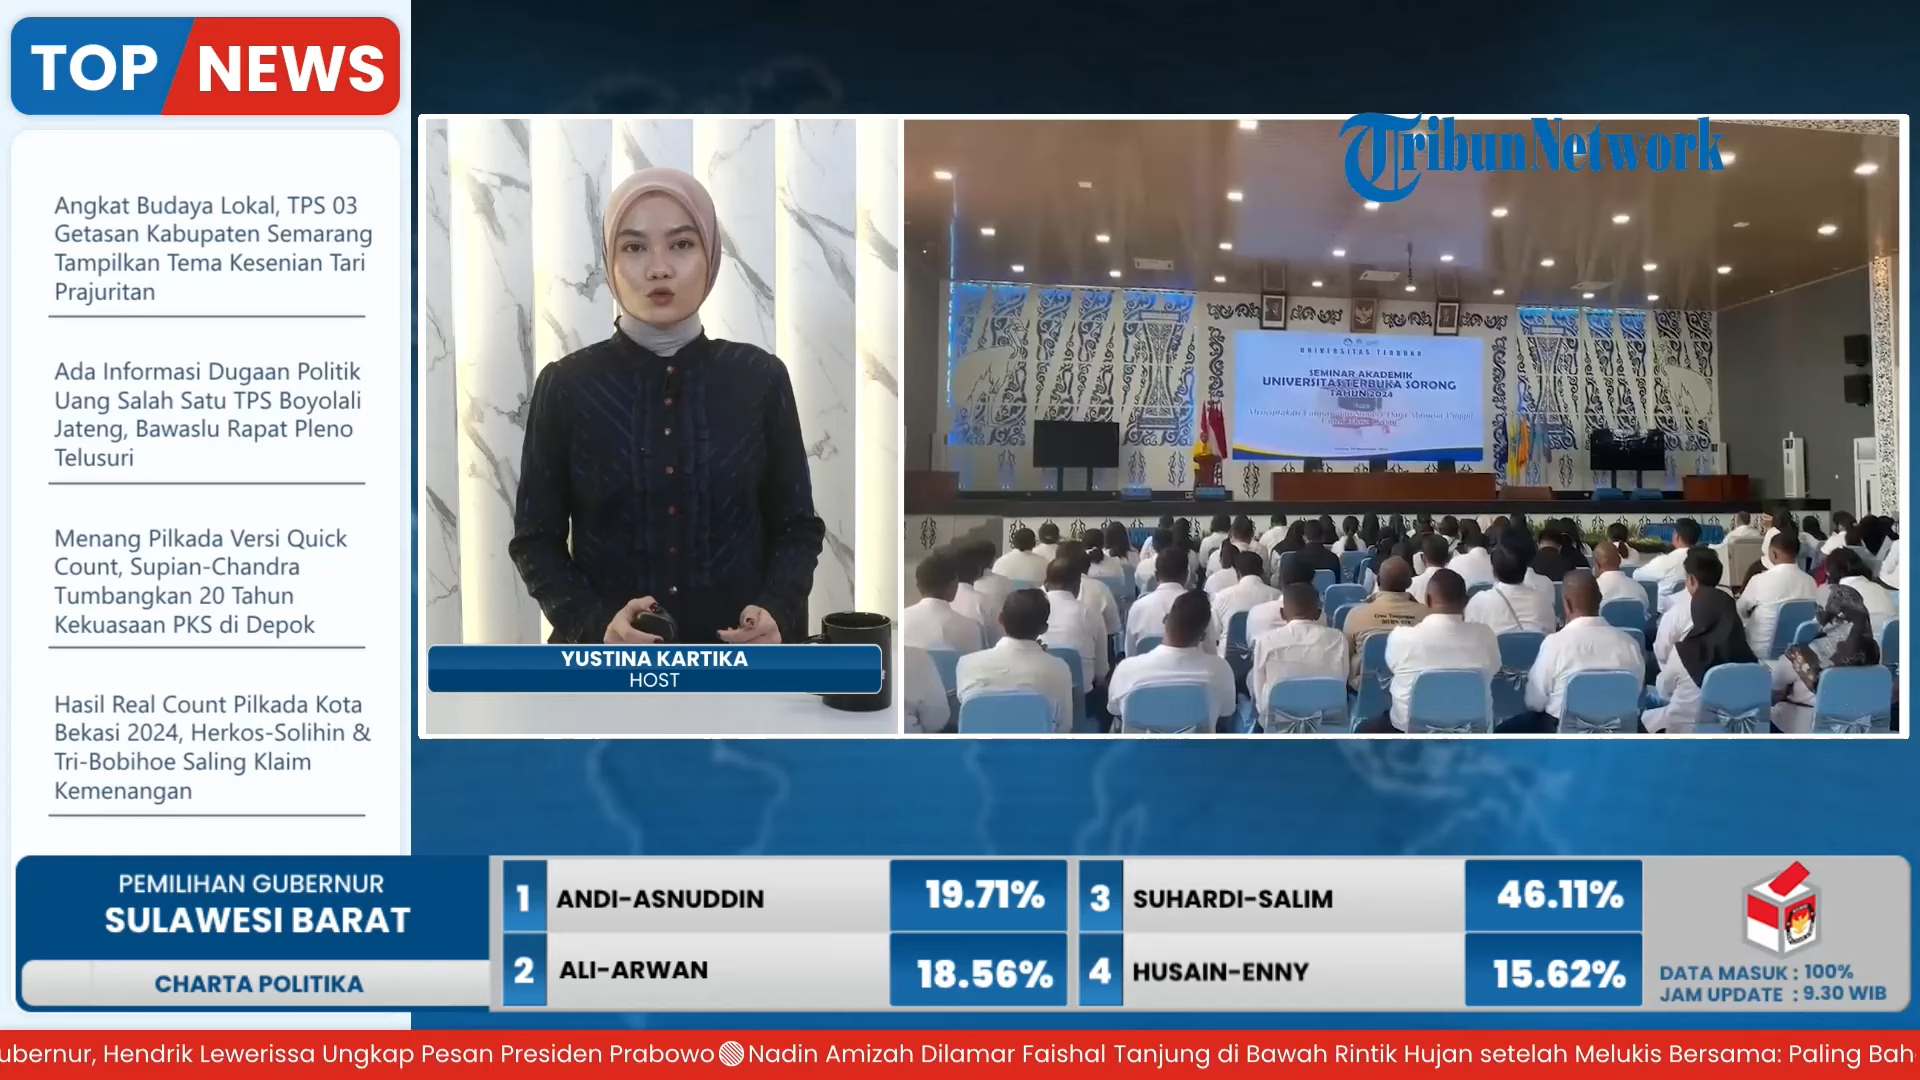 TOP NEWS
Angkat Budaya Lokal, TPS 03
Getasan Kabupaten Semarang
Tampilkan Tema Kesenian Tari
Prajuritan
Ada Informasi Dugaan Politik
Uang Salah Satu TPS Boyolali
Jateng, Bawaslu Rapat Pleno
Telusuri
Menang Pilkada Versi Quick
Count, Supian-Chandra
Tumbangkan 20 Tahun
Kekuasaan PKS di Depok
Hasil Real Count Pilkada Kota
Bekasi 2024, Herkos-Solihin &
Tri-Bobihoe Saling Klaim
Kemenangan
YUSTINA KARTIKA
HOST
TribunNetwork
UNIVERSITAS TERBUKA
SEMINAR AKADEMIK
UNIVERSITAS TERBUKA SORONG
TAHUN 2024
PEMILIHAN GUBERNUR
SULAWESI BARAT
CHARTA POLITIKA
1 ANDI-ASNUDDIN 19.71%
2 ALI-ARWAN 18.56%
3 SUHARDI-SALIM 46.11%
4 HUSAIN-ENNY 15.62%
DATA MASUK : 100%
JAM UPDATE : 9.30 WIB
ubernur, Hendrik Lewerissa Ungkap Pesan Presiden Prabowo Nadin Amizah Dilamar Faishal Tanjung di Bawah Rintik Hujan setelah Melukis Bersama: Paling Bah